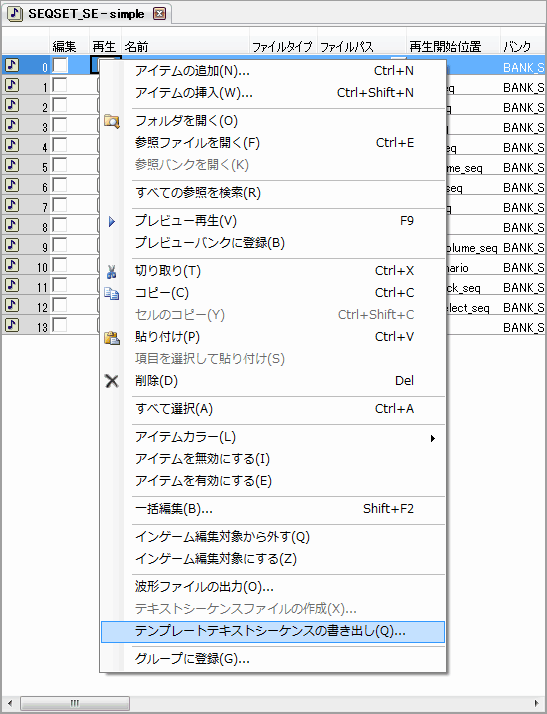 SEQSET_SE - simple
編集 再生 名前 ファイルタイプ ファイルパス 再生開始位置 バンク
0 BANK_S
アイテムの追加(N)... Ctrl+N
1 eq BANK_S
アイテムの挿入(W)... Ctrl+Shift+N
2 BANK_S
フォルダを開く(O)
3 BANK_S
参照ファイルを開く(F) Ctrl+E
4 eq BANK_S
参照バンクを開く(K)
5 me_seq BANK_S
6 seq BANK_S
すべての参照を検索(R)
7 BANK_S
プレビュー再生(V) F9
8 BANK_S
プレビューバンクに登録(B)
9 olume_seq BANK_S
10 nario BANK_S
切り取り(T) Ctrl+X
11 ck_seq BANK_S
コピー(C) Ctrl+C
12 elect_seq BANK_S
セルのコピー(Y) Ctrl+Shift+C
13 BANK_S
貼り付け(P) Ctrl+V
項目を選択して貼り付け(S)
削除(D) Del
すべて選択(A) Ctrl+A
アイテムカラー(L)
アイテムを無効にする(I)
アイテムを有効にする(E)
一括編集(B)... Shift+F2
インゲーム編集対象から外す(Q)
インゲーム編集対象にする(Z)
波形ファイルの出力(O)...
テキストシーケンスファイルの作成(X)...
テンプレートテキストシーケンスの書き出し(Q)...
グループに登録(G)...